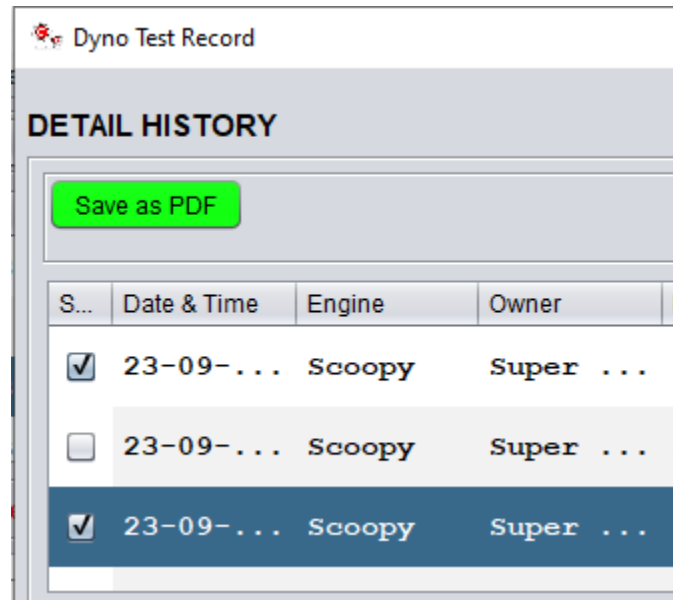 Dyno Test Record
DETAIL HISTORY
Save as PDF
S... Date & Time Engine Owner
23-09-... Scoopy Super ...
23-09-... Scoopy Super ...
23-09-... Scoopy Super ...